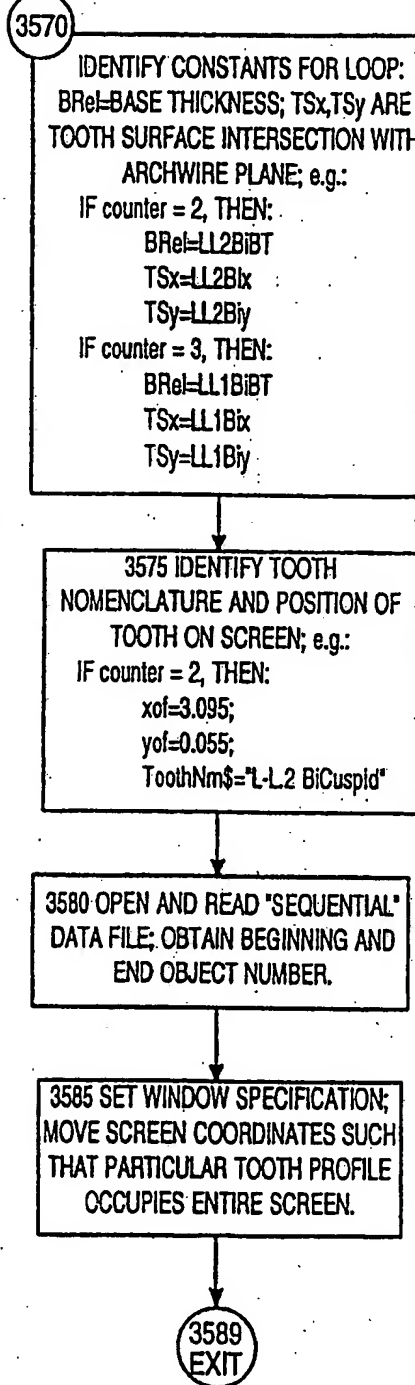 3570
IDENTIFY CONSTANTS FOR LOOP:
BRel=BASE THICKNESS; TSx,TSy ARE
TOOTH SURFACE INTERSECTION WITH
ARCHWIRE PLANE; e.g.:
IF counter = 2, THEN:
BRel=LL2BiBT
TSx=LL2BIx
TSy=LL2Biy
IF counter = 3, THEN:
BRel=LL1BiBT
TSx=LL1Bix
TSy=LL1Biy
3575 IDENTIFY TOOTH
NOMENCLATURE AND POSITION OF
TOOTH ON SCREEN; e.g.:
IF counter = 2, THEN:
xof=3.095;
yof=0.055;
ToothNm$="L-L.2 BiCuspid"
3580 OPEN AND READ "SEQUENTIAL"
DATA FILE; OBTAIN BEGINNING AND
END OBJECT NUMBER.
3585 SET WINDOW SPECIFICATION;
MOVE SCREEN COORDINATES SUCH
THAT PARTICULAR TOOTH PROFILE
OCCUPIES ENTIRE SCREEN.
3589
EXIT